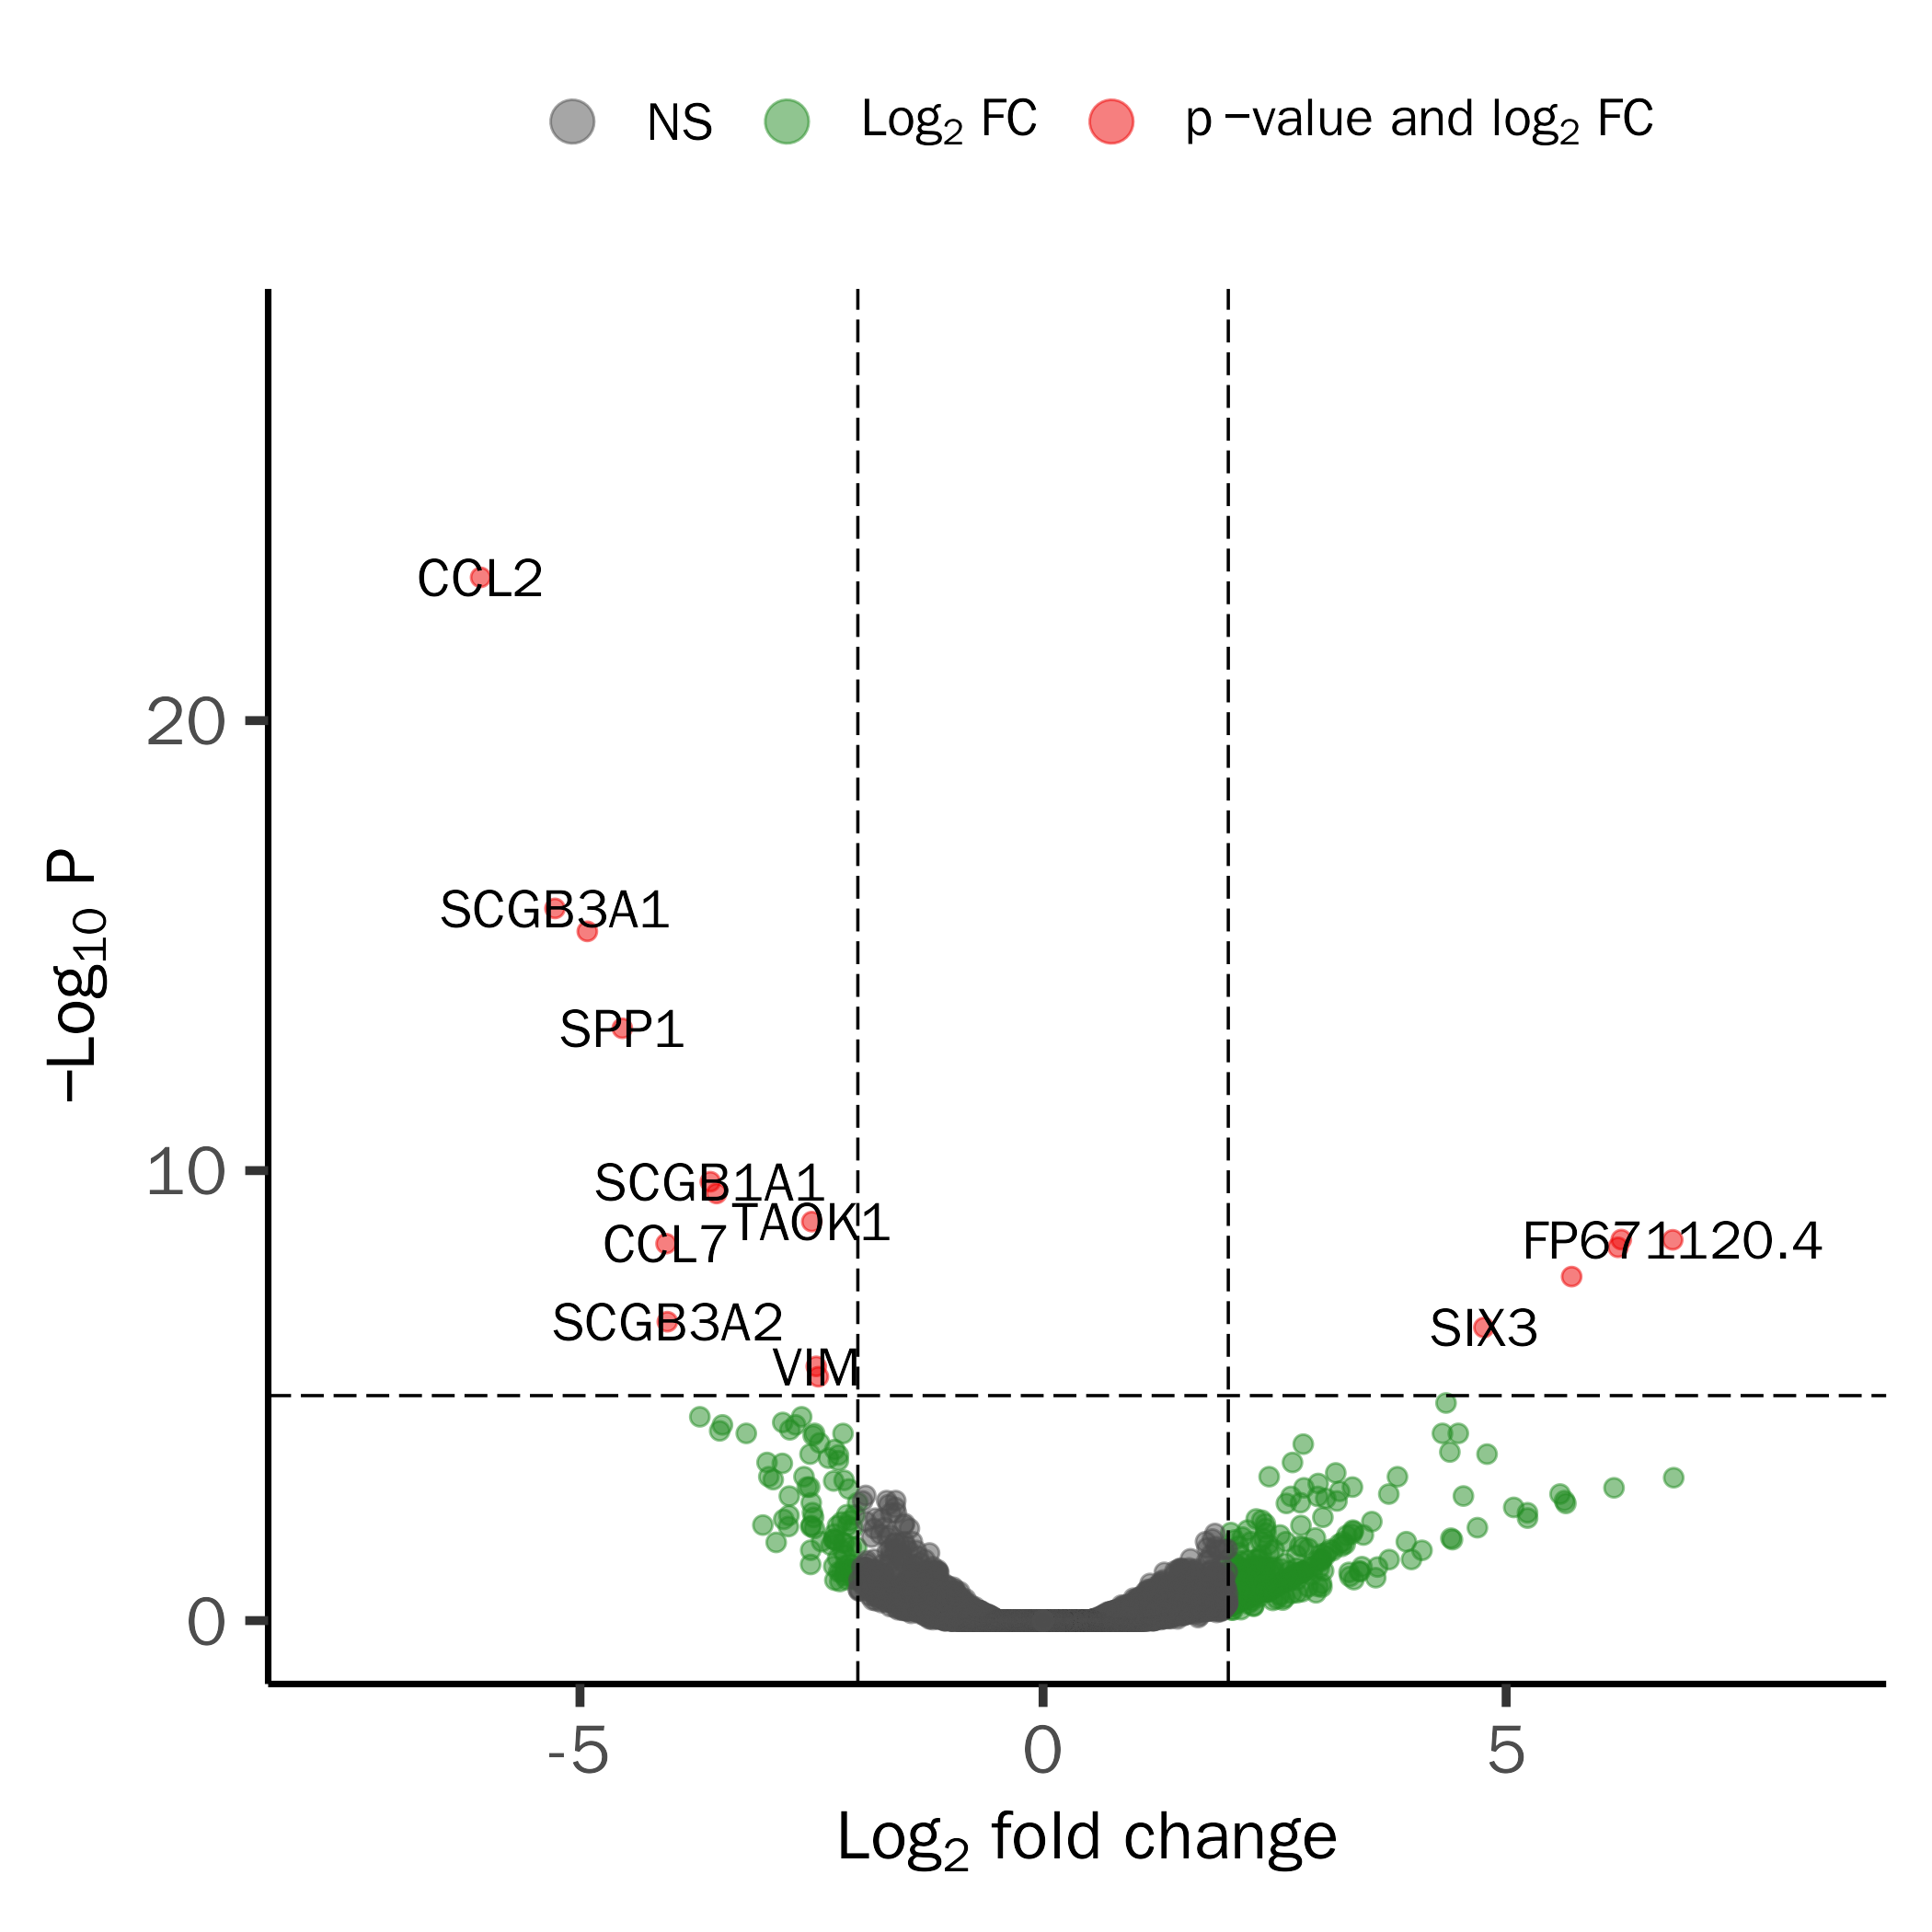 NS Log2 FC p −value and log2 FC
CCL2
20
SCGB3A1
SPP1
−Log10 P
10
SCGB1A1
TAOK1
CCL7
FP671120.4
SCGB3A2
SIX3
VIM
0
-5 0 5
Log2 fold change